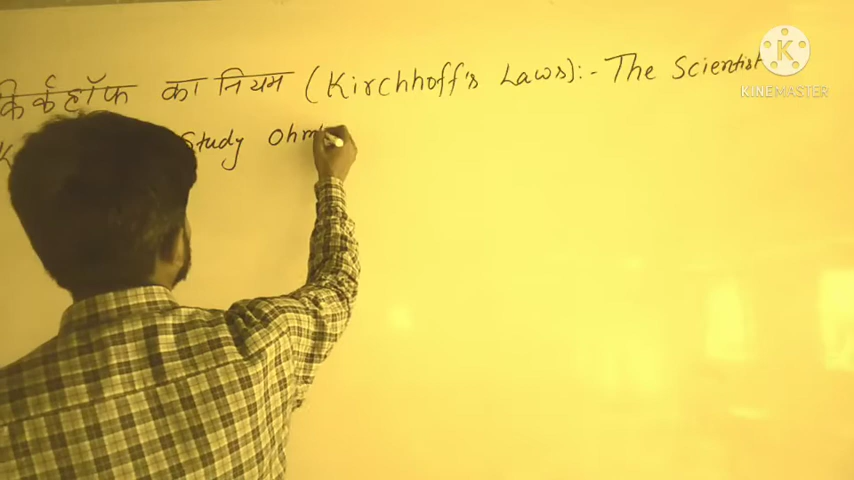 किर्कहॉफ का नियम (Kirchhoff's Laws):- The Scientist
Study Ohm
KINEMASTER